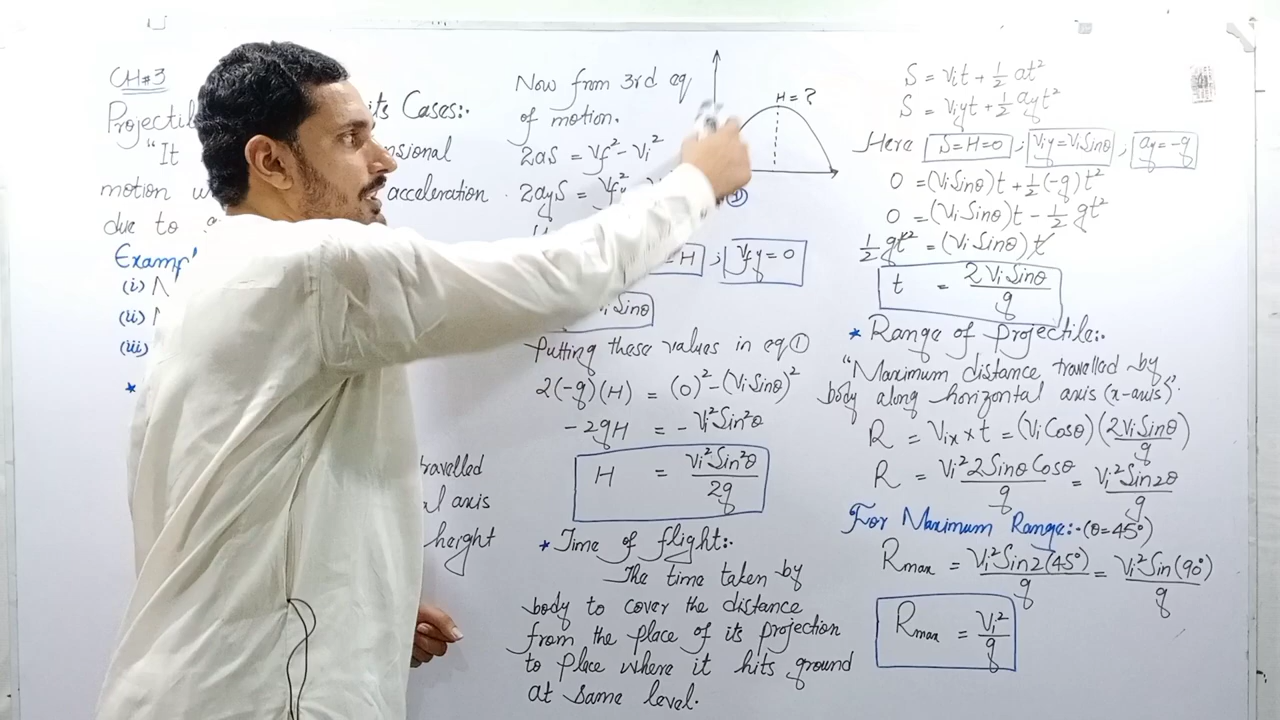 CH#3
Projectil its Cases:-
"It nsional
motion w acceleration
due to
Exampl
(i)
(ii)
(iii)
*
travelled
al axis
height
Now from 3rd eq
of motion.
2aS = Vf² - Vi²
2ayS = Vfy²
①
= H ; Vfy = 0
Vi Sinθ
Putting these values in eq ①
2(-g)(H) = (0)² - (Vi Sinθ)²
-2gH = - Vi² Sin²θ
H = Vi² Sin²θ / 2g
* Time of flight:-
The time taken by
body to cover the distance
from the place of its projection
to place where it hits ground
at same level.
H = ?
S = Vit + 1/2 at²
S = Viyt + 1/2 ayt²
Here S=H=0 ; Viy=Vi Sinθ ; ay=-g
0 = (Vi Sinθ)t + 1/2 (-g)t²
0 = (Vi Sinθ)t - 1/2 gt²
1/2 gt² = (Vi Sinθ) t
t = 2Vi Sinθ / g
* Range of Projectile:-
"Maximum distance travelled by
body along horizontal axis (x-axis)".
R = Vix × t = (Vi Cosθ) (2Vi Sinθ / g)
R = Vi² 2Sinθ Cosθ / g = Vi² Sin2θ / g
For Maximum Range:- (θ=45°)
Rmax = Vi² Sin2(45°) / g = Vi² Sin(90°) / g
Rmax = Vi² / g